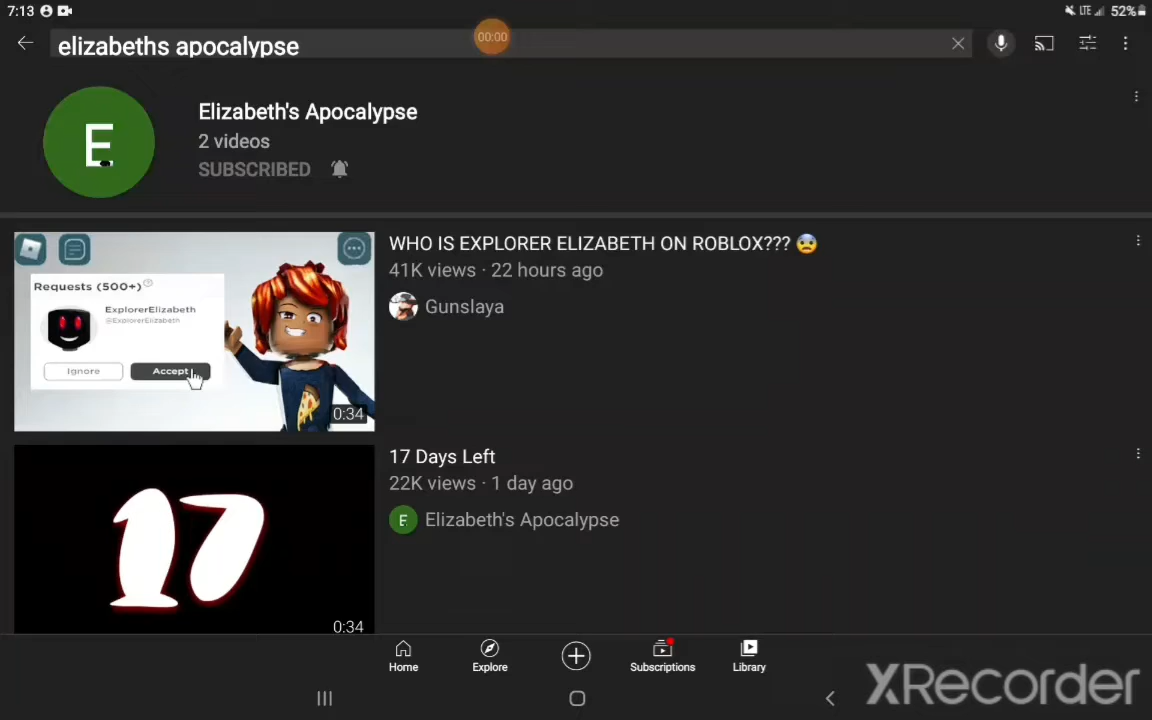 7:13
LTE 52%
00:00
elizabeths apocalypse
E
Elizabeth's Apocalypse
2 videos
SUBSCRIBED
Requests (500+)
ExplorerElizabeth
@ExplorerElizabeth
Ignore
Accept
0:34
WHO IS EXPLORER ELIZABETH ON ROBLOX??? 😨
41K views · 22 hours ago
Gunslaya
17
0:34
17 Days Left
22K views · 1 day ago
E
Elizabeth's Apocalypse
Home
Explore
Subscriptions
Library
XRecorder